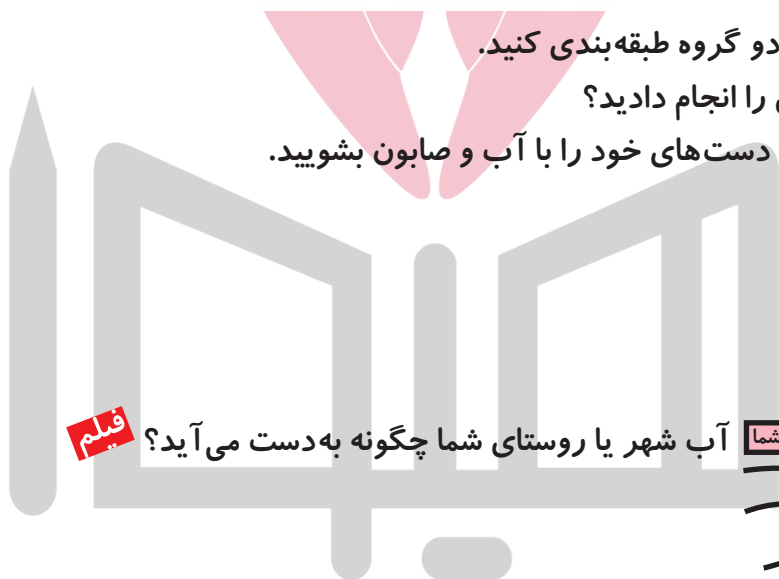 دو گروه طبقه‌بندی کنید.
را انجام دادید؟
دست‌های خود را با آب و صابون بشویید.
شما آب شهر یا روستای شما چگونه به‌دست می‌آید؟ فیلم